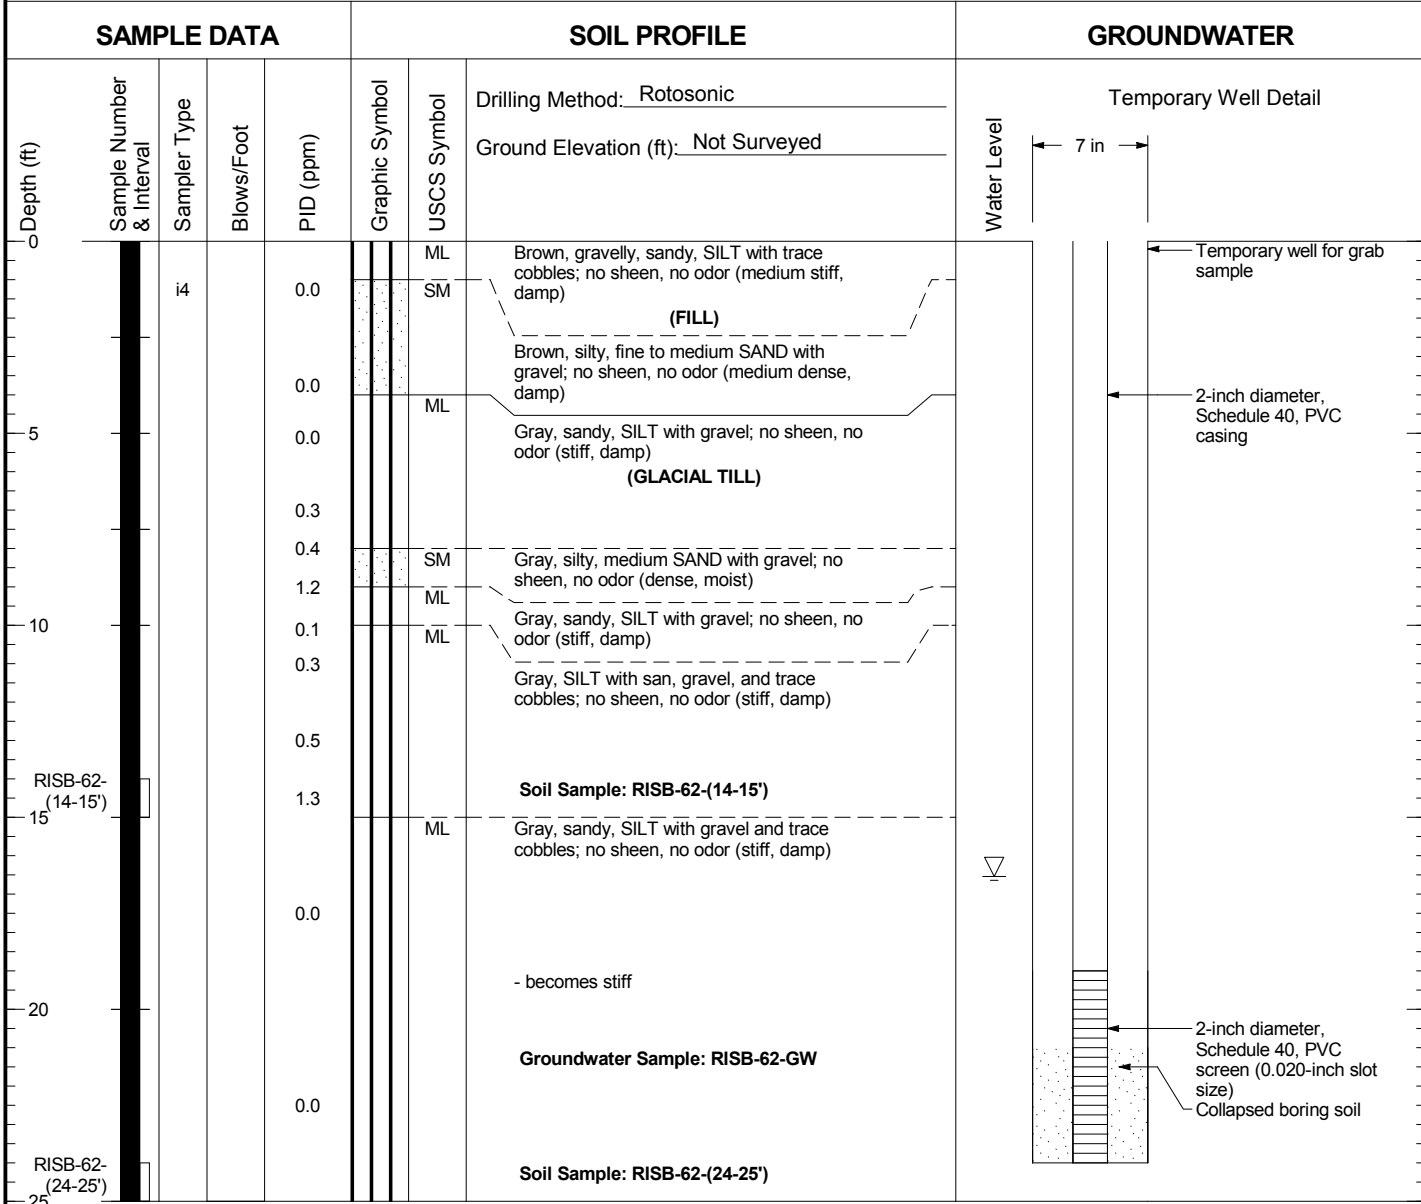 SAMPLE DATA
SOIL PROFILE
GROUNDWATER
Depth (ft)
Sample Number
& Interval
Sampler Type
Blows/Foot
PID (ppm)
Graphic Symbol
USCS Symbol
Drilling Method: Rotosonic
Ground Elevation (ft): Not Surveyed
Water Level
Temporary Well Detail
7 in
0
ML
Brown, gravelly, sandy, SILT with trace
cobbles; no sheen, no odor (medium stiff,
damp)
(FILL)
Temporary well for grab
sample
i4
0.0
SM
Brown, silty, fine to medium SAND with
gravel; no sheen, no odor (medium dense,
damp)
0.0
2-inch diameter,
Schedule 40, PVC
casing
ML
5
0.0
Gray, sandy, SILT with gravel; no sheen, no
odor (stiff, damp)
(GLACIAL TILL)
0.3
0.4
SM
Gray, silty, medium SAND with gravel; no
sheen, no odor (dense, moist)
1.2
ML
Gray, sandy, SILT with gravel; no sheen, no
odor (stiff, damp)
10
0.1
ML
0.3
Gray, SILT with san, gravel, and trace
cobbles; no sheen, no odor (stiff, damp)
0.5
RISB-62-
(14-15')
1.3
Soil Sample: RISB-62-(14-15')
15
ML
Gray, sandy, SILT with gravel and trace
cobbles; no sheen, no odor (stiff, damp)
0.0
- becomes stiff
20
2-inch diameter,
Schedule 40, PVC
screen (0.020-inch slot
size)
Groundwater Sample: RISB-62-GW
0.0
Collapsed boring soil
RISB-62-
(24-25')
Soil Sample: RISB-62-(24-25')
25